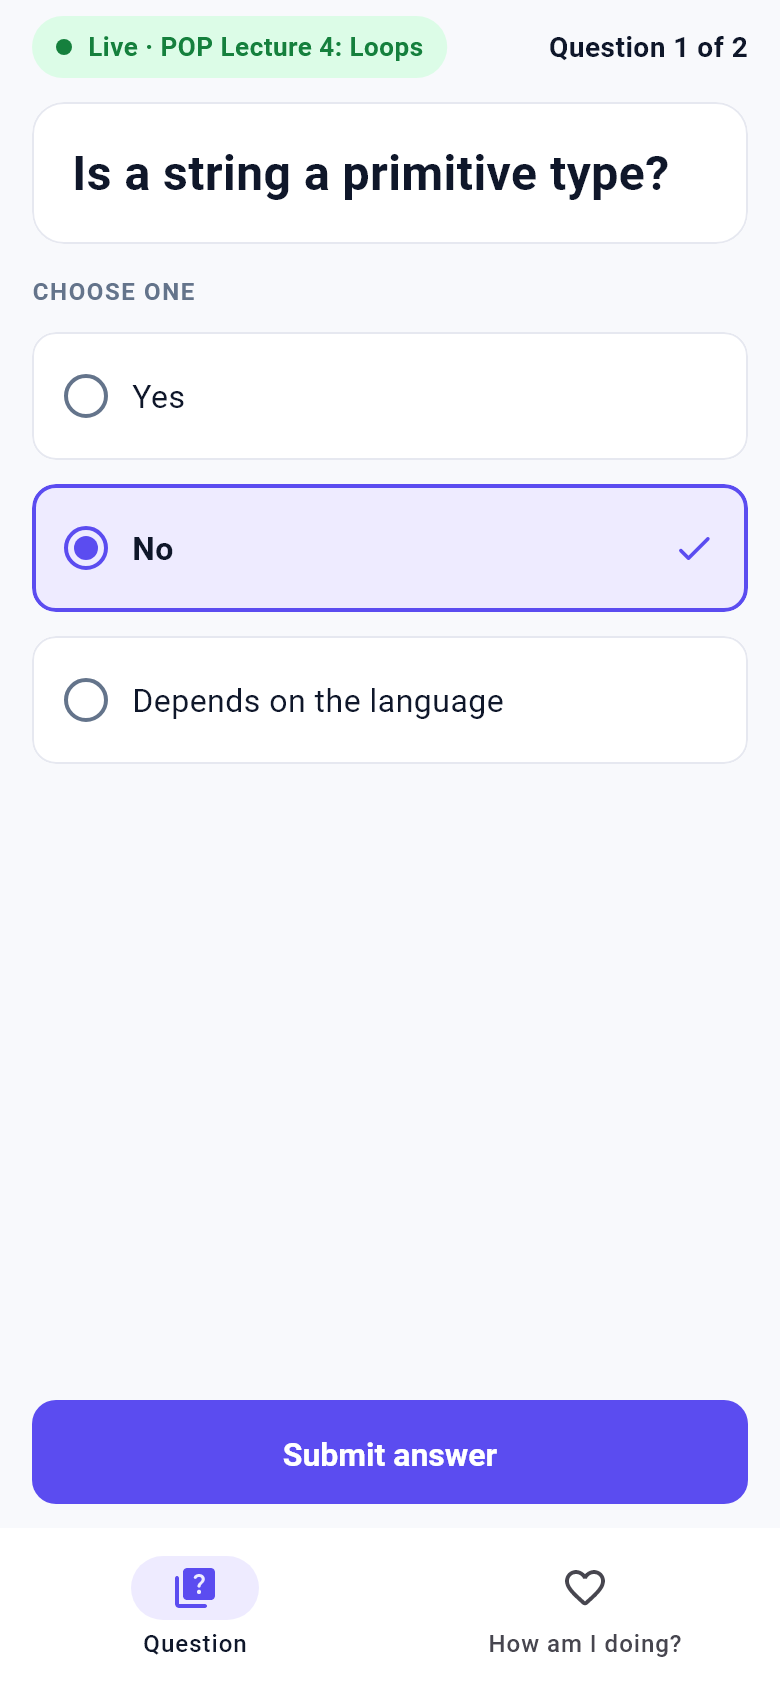 Live · POP Lecture 4: Loops
Question 1 of 2
Is a string a primitive type?
CHOOSE ONE
Yes
No
Depends on the language
Submit answer
?
Question
How am I doing?